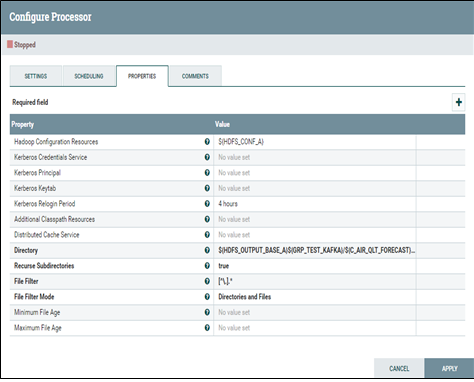 Configure Processor
Stopped
SETTINGS SCHEDULING PROPERTIES COMMENTS
Required field
Property Value
Hadoop Configuration Resources ${HDFS_CONF_A}
Kerberos Credentials Service No value set
Kerberos Principal No value set
Kerberos Keytab No value set
Kerberos Relogin Period 4 hours
Additional Classpath Resources No value set
Distributed Cache Service No value set
Directory ${HDFS_OUTPUT_BASE_A}${GRP_TEST_KAFKA}/${C_AIR_QLT_FORECAST}...
Recurse Subdirectories true
File Filter [^\.].*
File Filter Mode Directories and Files
Minimum File Age No value set
Maximum File Age No value set
CANCEL APPLY